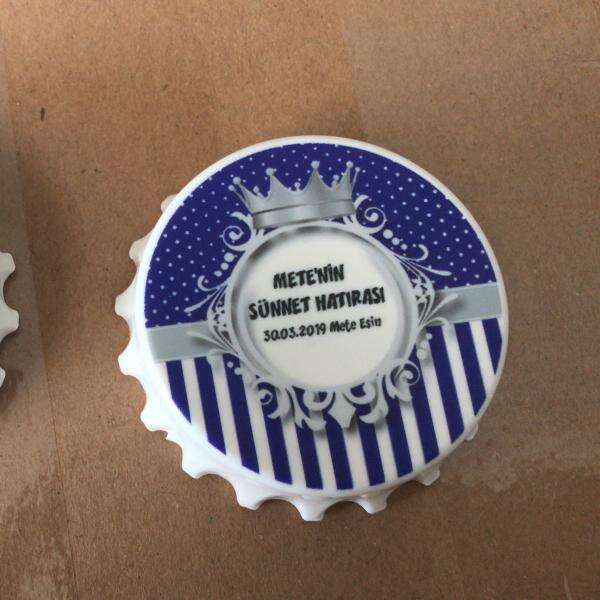 METE'NİN
SÜNNET HATIRASI
30.03.2019 Mete Esin